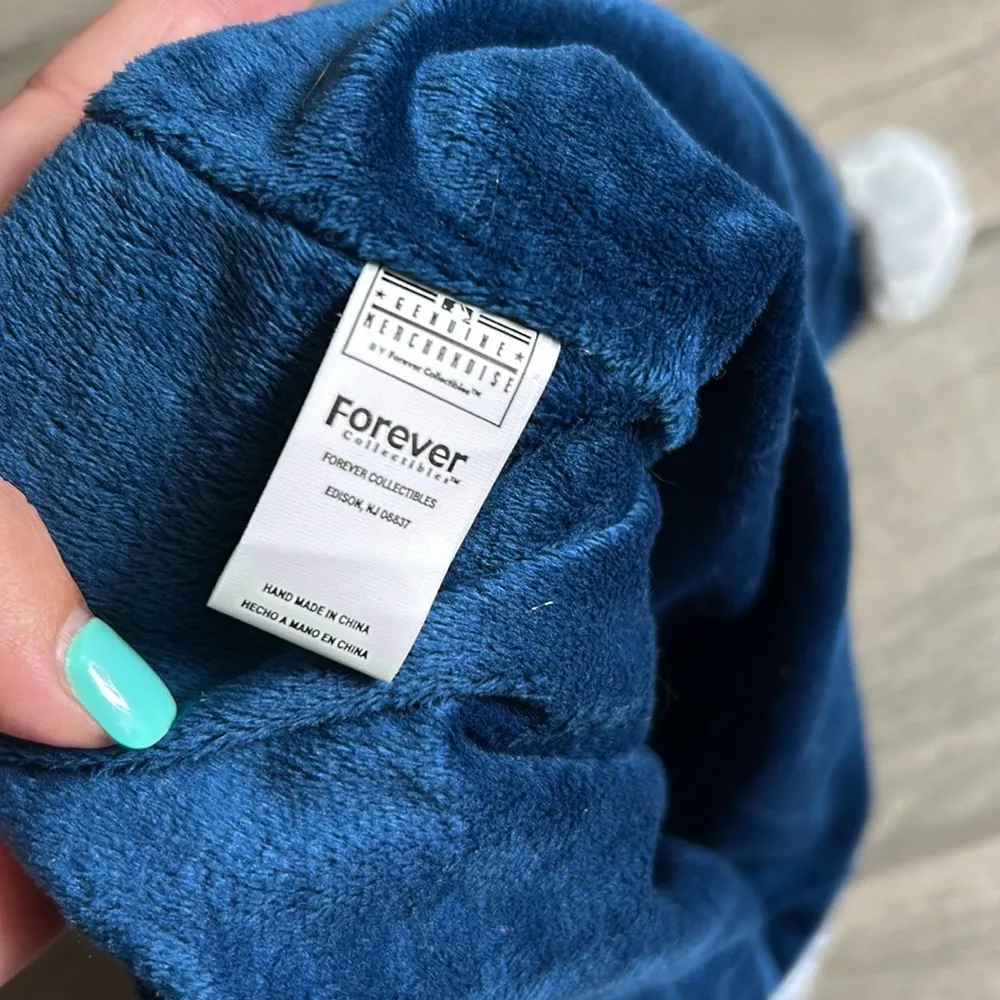 ★ GENUINE ★
MERCHANDISE
BY Forever Collectibles™
Forever
Collectibles™
FOREVER COLLECTIBLES
EDISON, NJ 08837
HAND MADE IN CHINA
HECHO A MANO EN CHINA